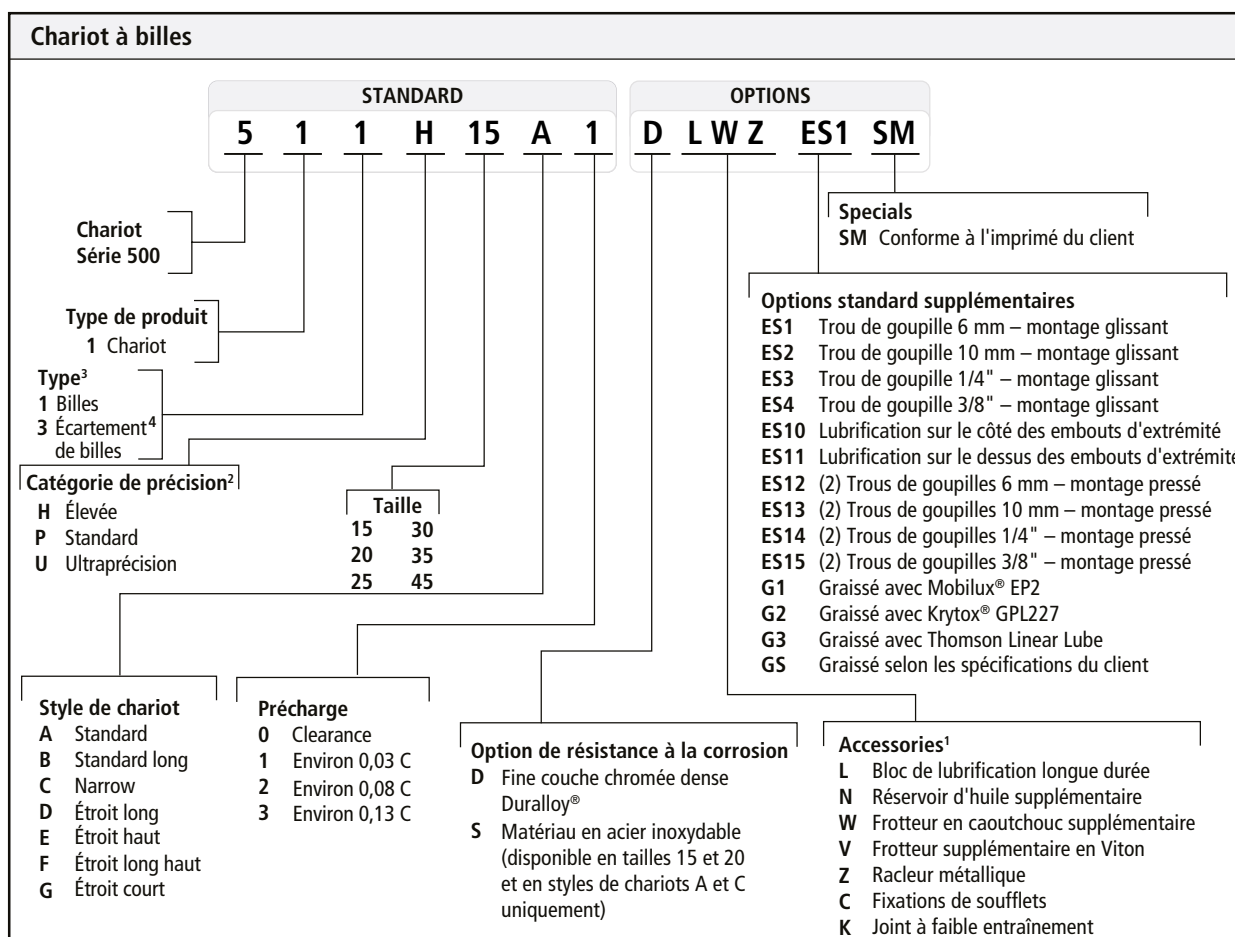 Chariot à billes
STANDARD
OPTIONS
5 1 1 H 15 A 1 D L W Z ES1 SM
Chariot
Série 500
Type de produit
1 Chariot
Type³
1 Billes
3 Écartement⁴
de billes
Catégorie de précision²
H Élevée
P Standard
U Ultraprécision
Taille
15 30
20 35
25 45
Style de chariot
A Standard
B Standard long
C Narrow
D Étroit long
E Étroit haut
F Étroit long haut
G Étroit court
Précharge
0 Clearance
1 Environ 0,03 C
2 Environ 0,08 C
3 Environ 0,13 C
Option de résistance à la corrosion
D Fine couche chromée dense
Duralloy®
S Matériau en acier inoxydable
(disponible en tailles 15 et 20
et en styles de chariots A et C
uniquement)
Specials
SM Conforme à l'imprimé du client
Options standard supplémentaires
ES1 Trou de goupille 6 mm – montage glissant
ES2 Trou de goupille 10 mm – montage glissant
ES3 Trou de goupille 1/4" – montage glissant
ES4 Trou de goupille 3/8" – montage glissant
ES10 Lubrification sur le côté des embouts d'extrémité
ES11 Lubrification sur le dessus des embouts d'extrémité
ES12 (2) Trous de goupilles 6 mm – montage pressé
ES13 (2) Trous de goupilles 10 mm – montage pressé
ES14 (2) Trous de goupilles 1/4" – montage pressé
ES15 (2) Trous de goupilles 3/8" – montage pressé
G1 Graissé avec Mobilux® EP2
G2 Graissé avec Krytox® GPL227
G3 Graissé avec Thomson Linear Lube
GS Graissé selon les spécifications du client
Accessories¹
L Bloc de lubrification longue durée
N Réservoir d'huile supplémentaire
W Frotteur en caoutchouc supplémentaire
V Frotteur supplémentaire en Viton
Z Racleur métallique
C Fixations de soufflets
K Joint à faible entraînement